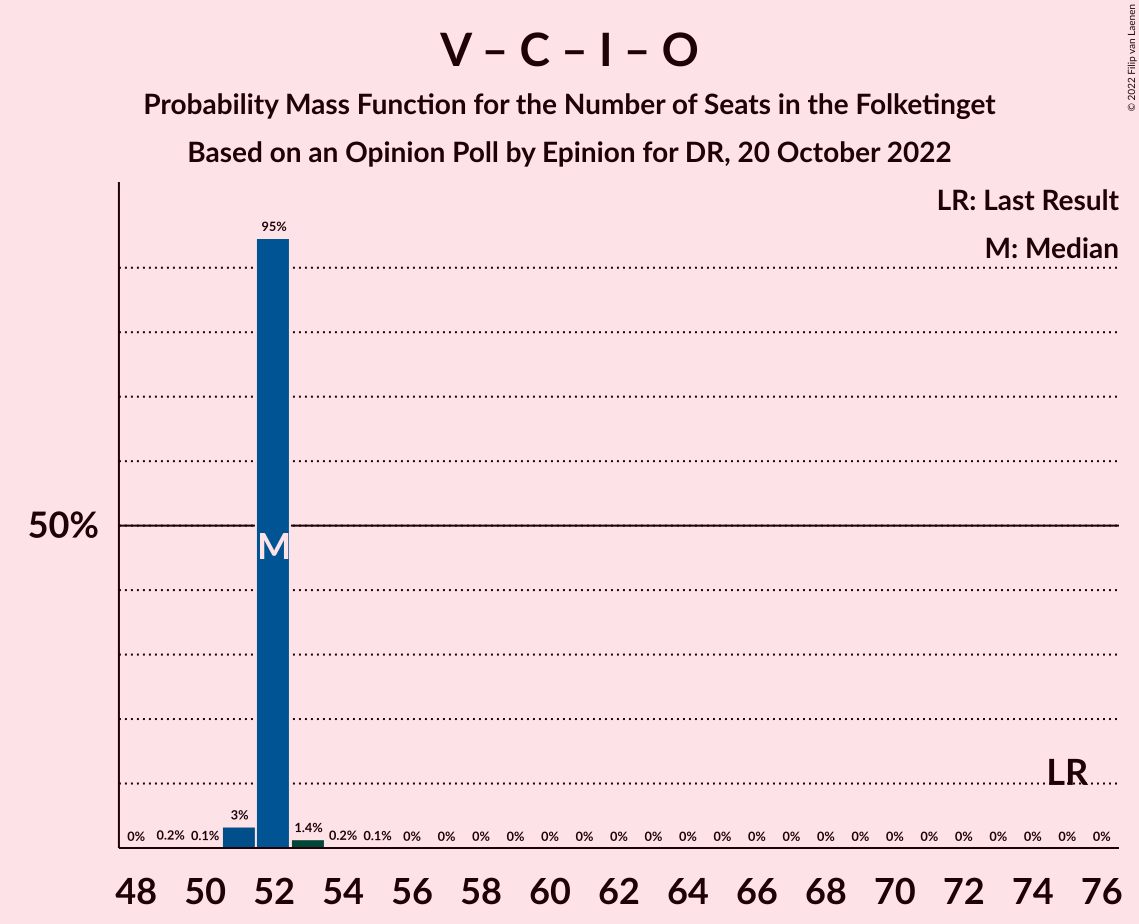 V – C – I – O
Probability Mass Function for the Number of Seats in the Folketinget
Based on an Opinion Poll by Epinion for DR, 20 October 2022
© 2022 Filip van Laenen
LR: Last Result
M: Median
95%
50%
M
LR
0% 0.2% 0.1% 3% 1.4% 0.2% 0.1% 0% 0% 0% 0% 0% 0% 0% 0% 0% 0% 0% 0% 0% 0% 0% 0% 0% 0% 0% 0% 0%
48 50 52 54 56 58 60 62 64 66 68 70 72 74 76